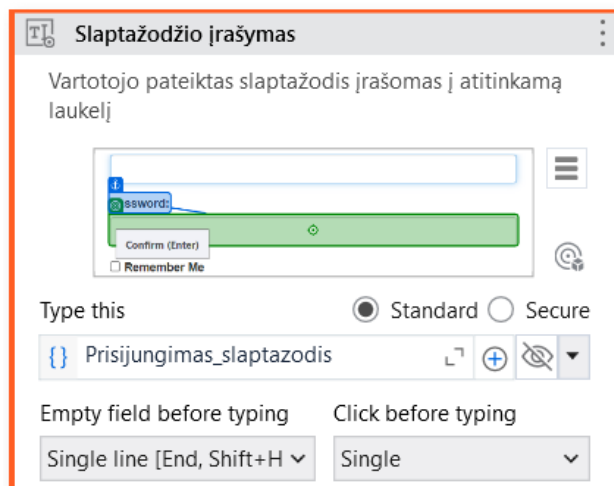 Slaptažodžio įrašymas
Vartotojo pateiktas slaptažodis įrašomas į atitinkamą
laukelį
ssword:
Confirm (Enter)
Remember Me
Type this
Standard
Secure
{} Prisijungimas_slaptazodis
Empty field before typing
Click before typing
Single line [End, Shift+H
Single